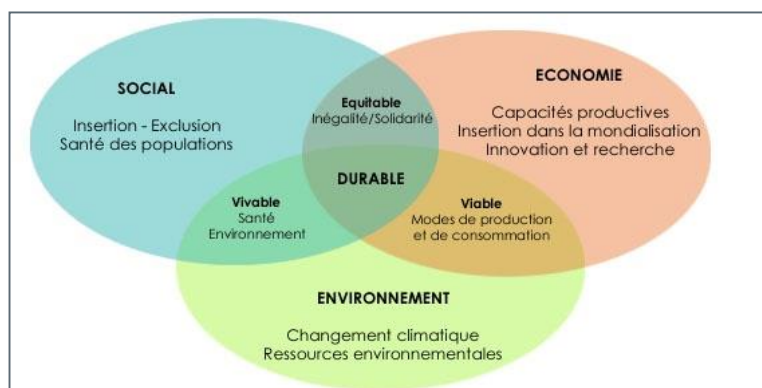 SOCIAL
Insertion - Exclusion
Santé des populations
Equitable
Inégalité/Solidarité
ECONOMIE
Capacités productives
Insertion dans la mondialisation
Innovation et recherche
DURABLE
Vivable
Santé
Environnement
Viable
Modes de production
et de consommation
ENVIRONNEMENT
Changement climatique
Ressources environnementales